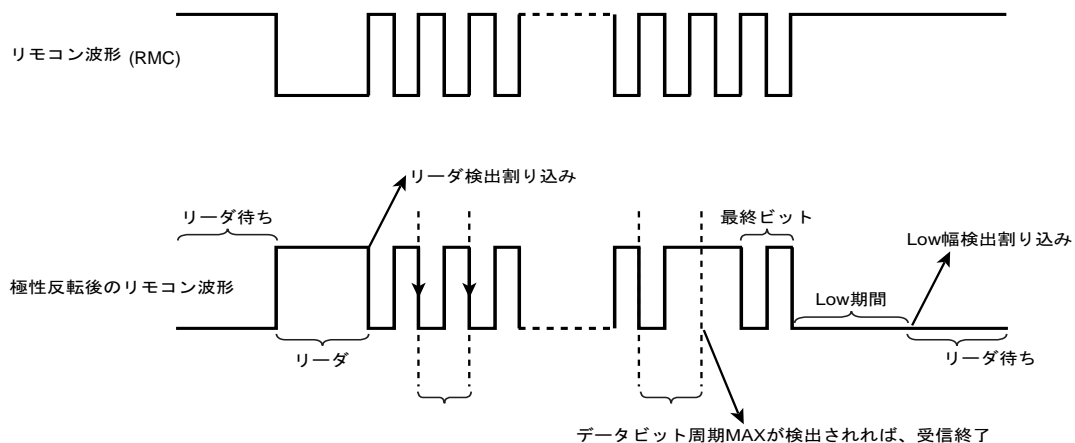 リモコン波形 (RMC)
リーダ検出割り込み
リーダ待ち
最終ビット
Low幅検出割り込み
極性反転後のリモコン波形
Low期間
リーダ
リーダ待ち
データビット周期MAXが検出されれば、受信終了